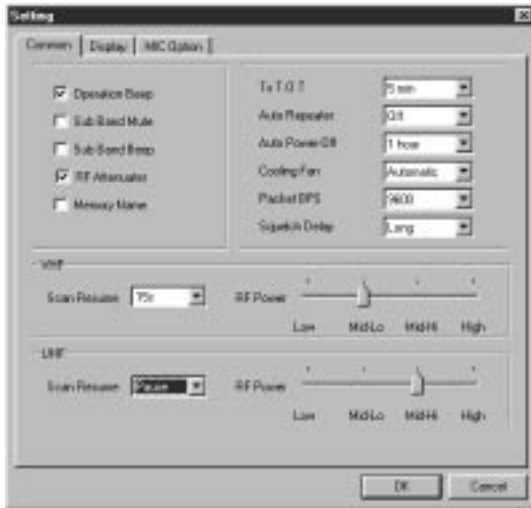 Setting
Common Display MIC Option
Operation Beep
Sub Band Mute
Sub Band Beep
RF Attenuator
Memory Name
Tx T.O.T 5 min
Auto Repeater Off
Auto Power Off 1 hour
Cooling Fan Automatic
Packet BPS 9600
Squelch Delay Long
VHF
Scan Resume 15s RF Power
Low Mid-Lo Mid-Hi High
UHF
Scan Resume Pause RF Power
Low Mid-Lo Mid-Hi High
OK Cancel